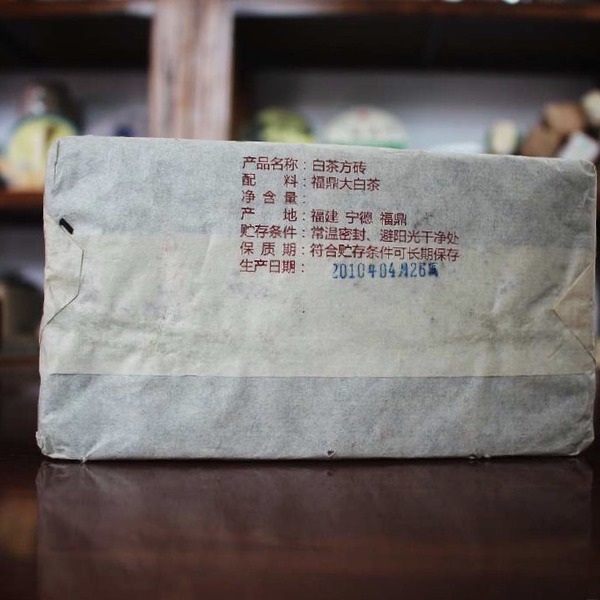 产品名称：白茶方砖
配 料：福鼎大白茶
净 含 量：
产 地：福建 宁德 福鼎
贮存条件：常温密封、避阳光干净处
保 质 期：符合贮存条件可长期保存
生产日期： 2010年04月26